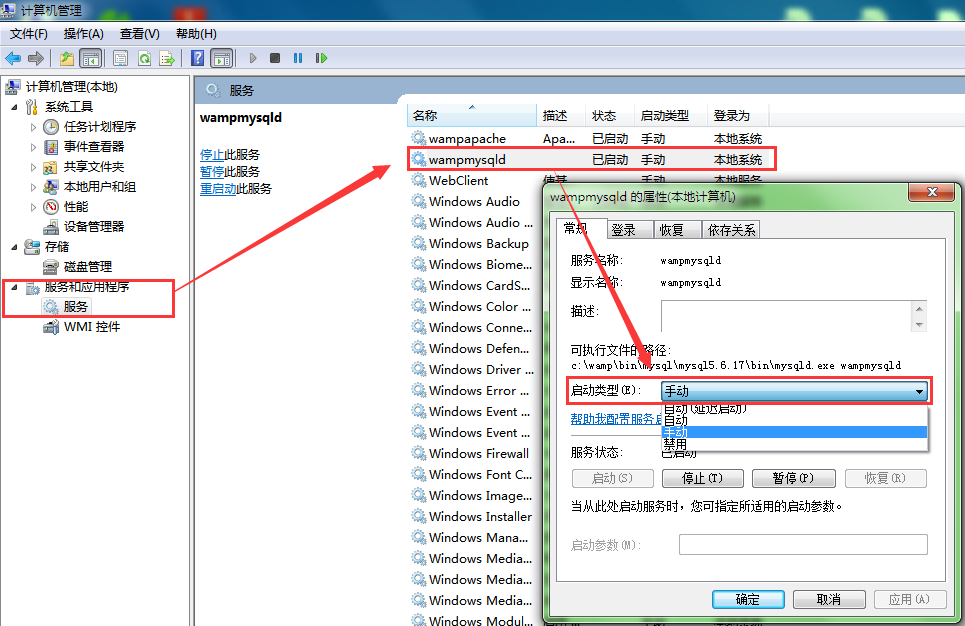 计算机管理
文件(F) 操作(A) 查看(V) 帮助(H)
计算机管理(本地)
系统工具
任务计划程序
事件查看器
共享文件夹
本地用户和组
性能
设备管理器
存储
磁盘管理
服务和应用程序
服务
WMI 控件
服务
wampmysqld
停止此服务
暂停此服务
重启动此服务
名称 描述 状态 启动类型 登录为
wampapache Apa... 已启动 手动 本地系统
wampmysqld 已启动 手动 本地系统
WebClient 手动 本地服务
Windows Audio
Windows Audio ...
Windows Backup
Windows Biome...
Windows CardS...
Windows Color ...
Windows Conne...
Windows Defen...
Windows Driver ...
Windows Error ...
Windows Event ...
Windows Event ...
Windows Firewall
Windows Font C...
Windows Image...
Windows Installer
Windows Mana...
Windows Media...
Windows Media...
Windows Media...
Windows Modul...
wampmysqld 的属性(本地计算机)
常规 登录 恢复 依存关系
服务名称: wampmysqld
显示名称: wampmysqld
描述:
可执行文件的路径:
c:\wamp\bin\mysql\mysql5.6.17\bin\mysqld.exe wampmysqld
启动类型(E): 手动
自动(延迟启动)
自动
手动
禁用
帮助我配置服务
服务状态: 已启动
启动(S) 停止(T) 暂停(P) 恢复(R)
当从此处启动服务时，您可指定所适用的启动参数。
启动参数(M):
确定 取消 应用(A)